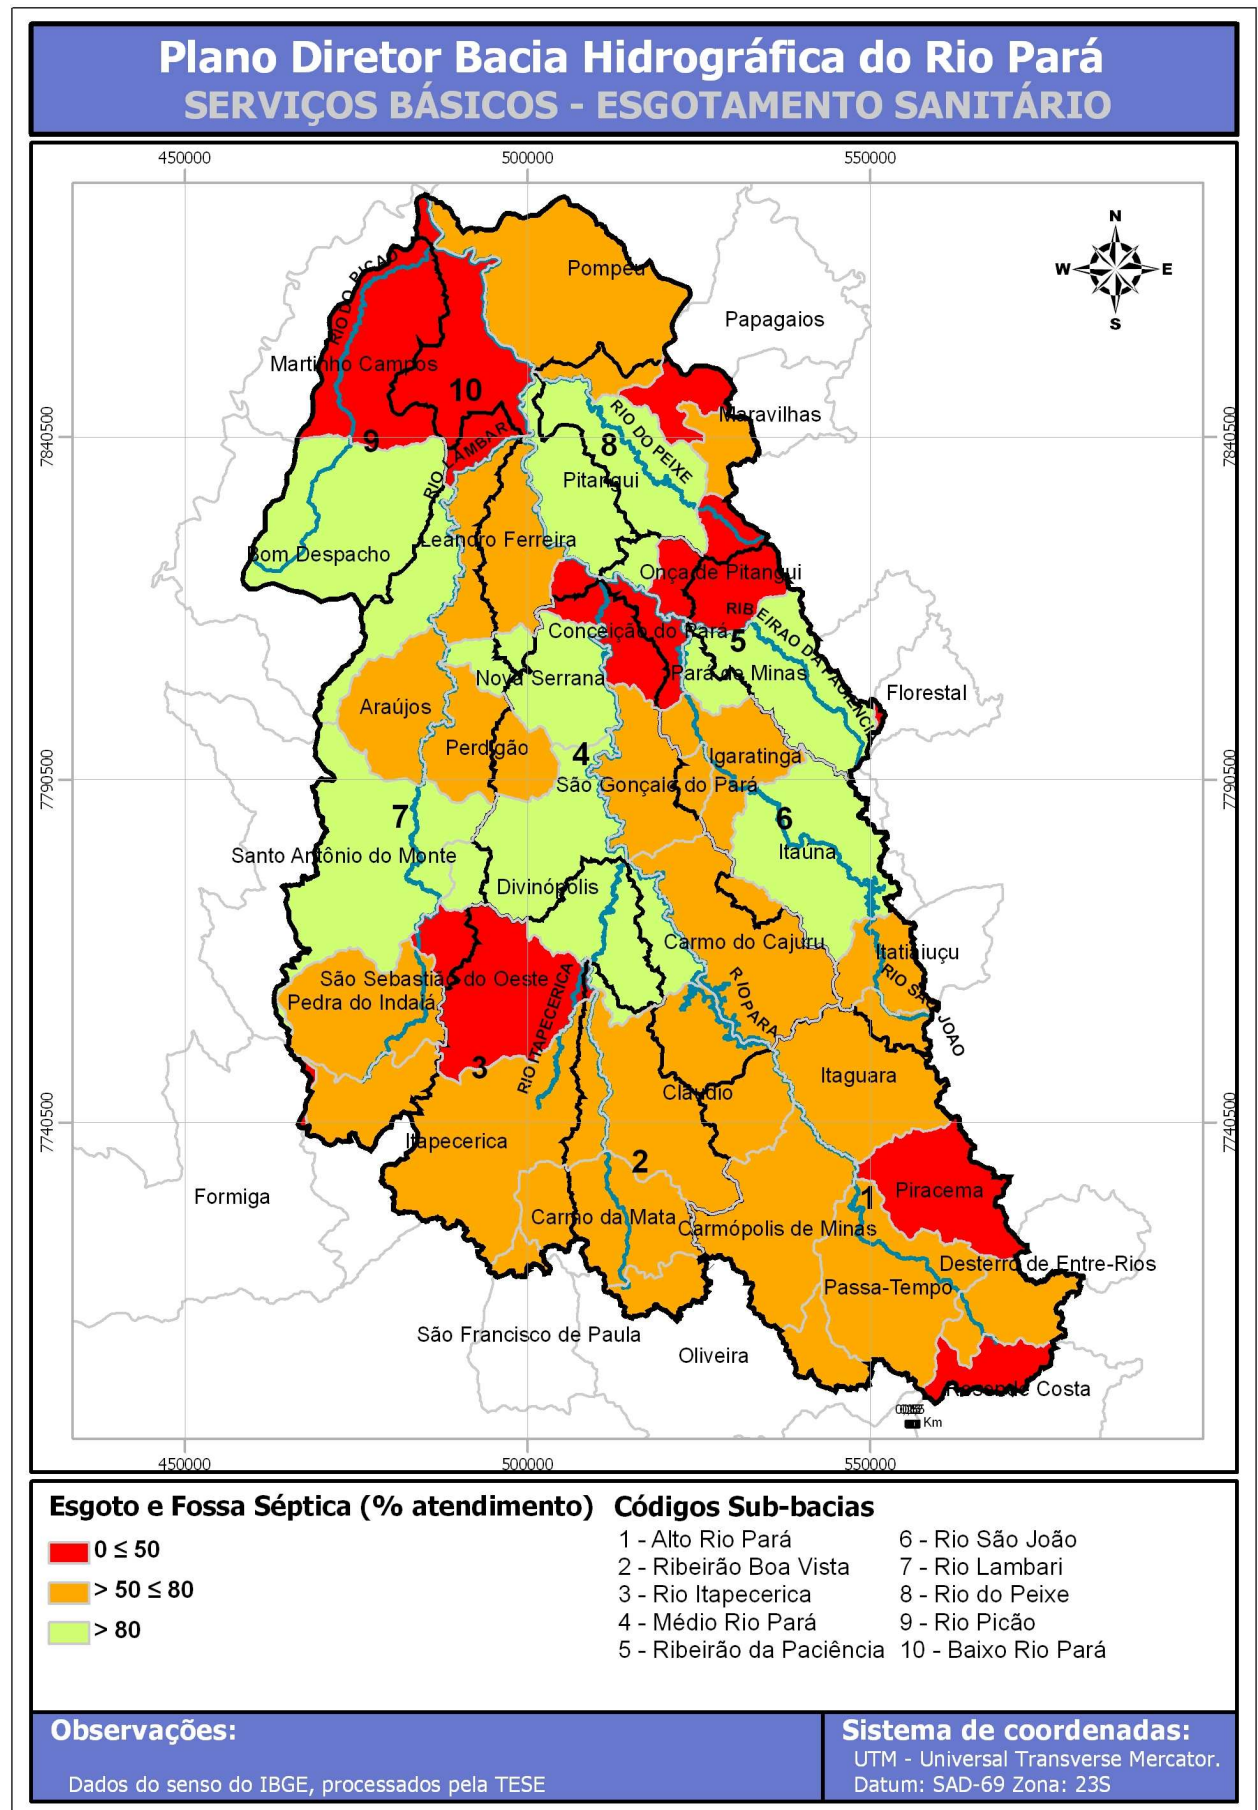 Plano Diretor Bacia Hidrográfica do Rio Pará
SERVIÇOS BÁSICOS - ESGOTAMENTO SANITÁRIO
450000 500000 550000
N
W E
S
Pompéu
Papagaios
RIO DO PICAO
Martinho Campos
10
Maravilhas
RIO DO PEIXE
7840500 7840500
9
8
RIO LAMBARI
Pitangui
Leandro Ferreira
Bom Despacho
Onça de Pitangui
RIBEIRAO DA PACIENCIA
Conceição do Pará
5
Nova Serrana
Pará de Minas
Florestal
Araújos
Perdigão
4
Igaratinga
7790500 7790500
São Gonçalo do Pará
7
6
Santo Antônio do Monte
Itaúna
Divinópolis
Carmo do Cajuru
Itatiaiuçu
São Sebastião do Oeste
Pedra do Indaiá
RIO PARA
RIO SAO JOAO
RIO ITAPECERICA
3
Itaguara
Cláudio
7740500 7740500
Itapecerica
2
Formiga
1
Piracema
Carmo da Mata
Carmópolis de Minas
Desterro de Entre-Rios
Passa-Tempo
São Francisco de Paula
Oliveira
Resende Costa
Km
450000 500000 550000
Esgoto e Fossa Séptica (% atendimento)
0 ≤ 50
> 50 ≤ 80
> 80
Códigos Sub-bacias
1 - Alto Rio Pará
2 - Ribeirão Boa Vista
3 - Rio Itapecerica
4 - Médio Rio Pará
5 - Ribeirão da Paciência
6 - Rio São João
7 - Rio Lambari
8 - Rio do Peixe
9 - Rio Picão
10 - Baixo Rio Pará
Observações:
Dados do senso do IBGE, processados pela TESE
Sistema de coordenadas:
UTM - Universal Transverse Mercator.
Datum: SAD-69 Zona: 23S